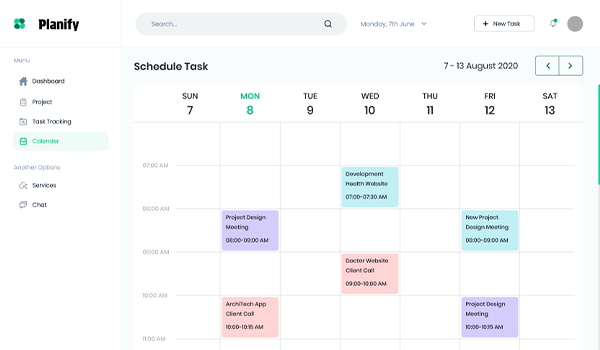 Planify
Search...
Monday, 7th June
+ New Task
Menu
Dashboard
Project
Task Tracking
Calender
Another Options
Services
Chat
Schedule Task
7 - 13 August 2020
SUN MON TUE WED THU FRI SAT
7 8 9 10 11 12 13
07:00 AM
Development
Health Website
07:00-07:30 AM
08:00 AM
Project Design
Meeting
08:00-09:00 AM
New Project
Design Meeting
08:00-09:00 AM
09:00 AM
Doctor Website
Client Call
09:00-10:00 AM
10:00 AM
ArchiTech App
Client Call
10:00-10:15 AM
Project Design
Meeting
10:00-10:15 AM
11:00 AM